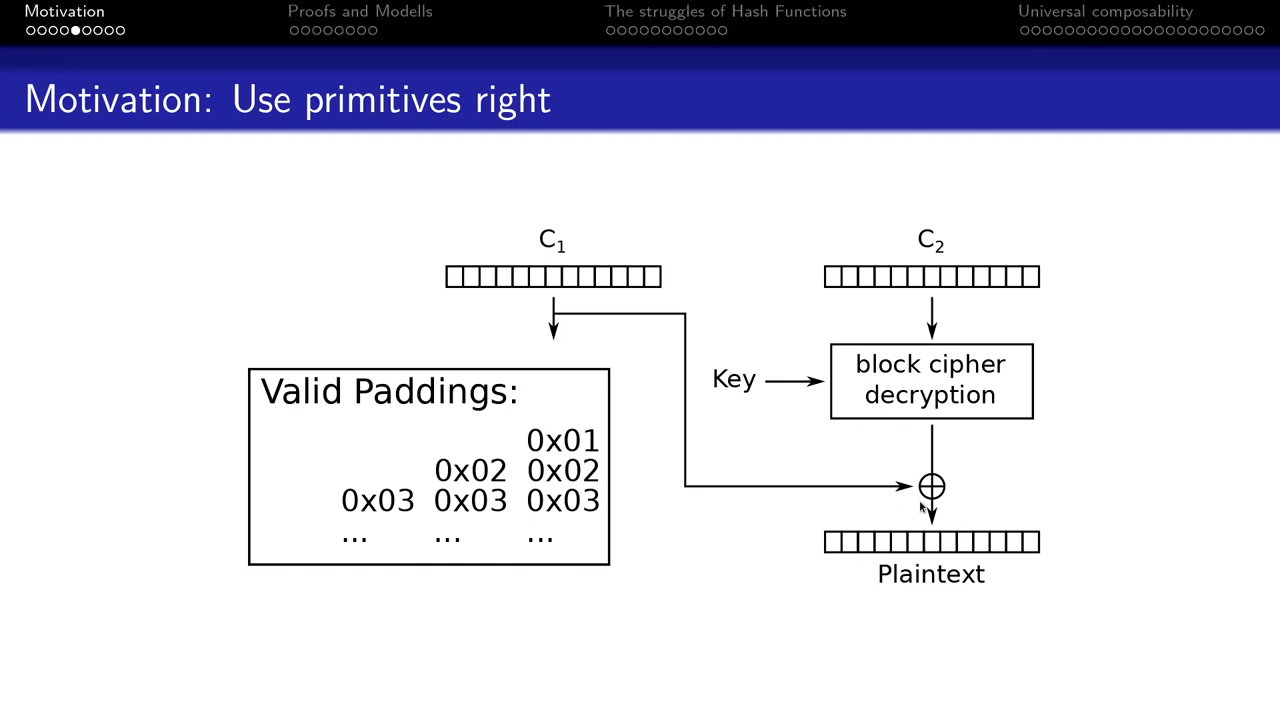 Motivation
Proofs and Modells
The struggles of Hash Functions
Universal composability
Motivation: Use primitives right
C1
C2
block cipher
decryption
Key
Valid Paddings:
0x01
0x02 0x02
0x03 0x03 0x03
... ... ...
Plaintext